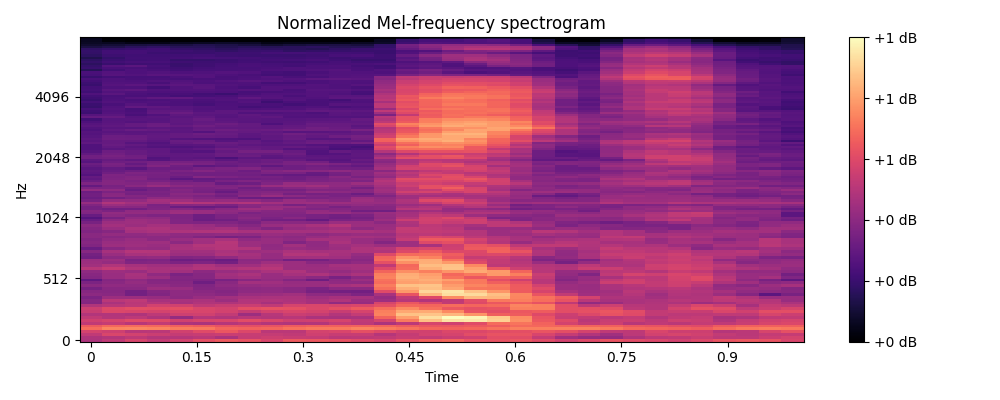 Normalized Mel-frequency spectrogram
Hz
4096
2048
1024
512
0
0 0.15 0.3 0.45 0.6 0.75 0.9
Time
+1 dB
+1 dB
+1 dB
+0 dB
+0 dB
+0 dB